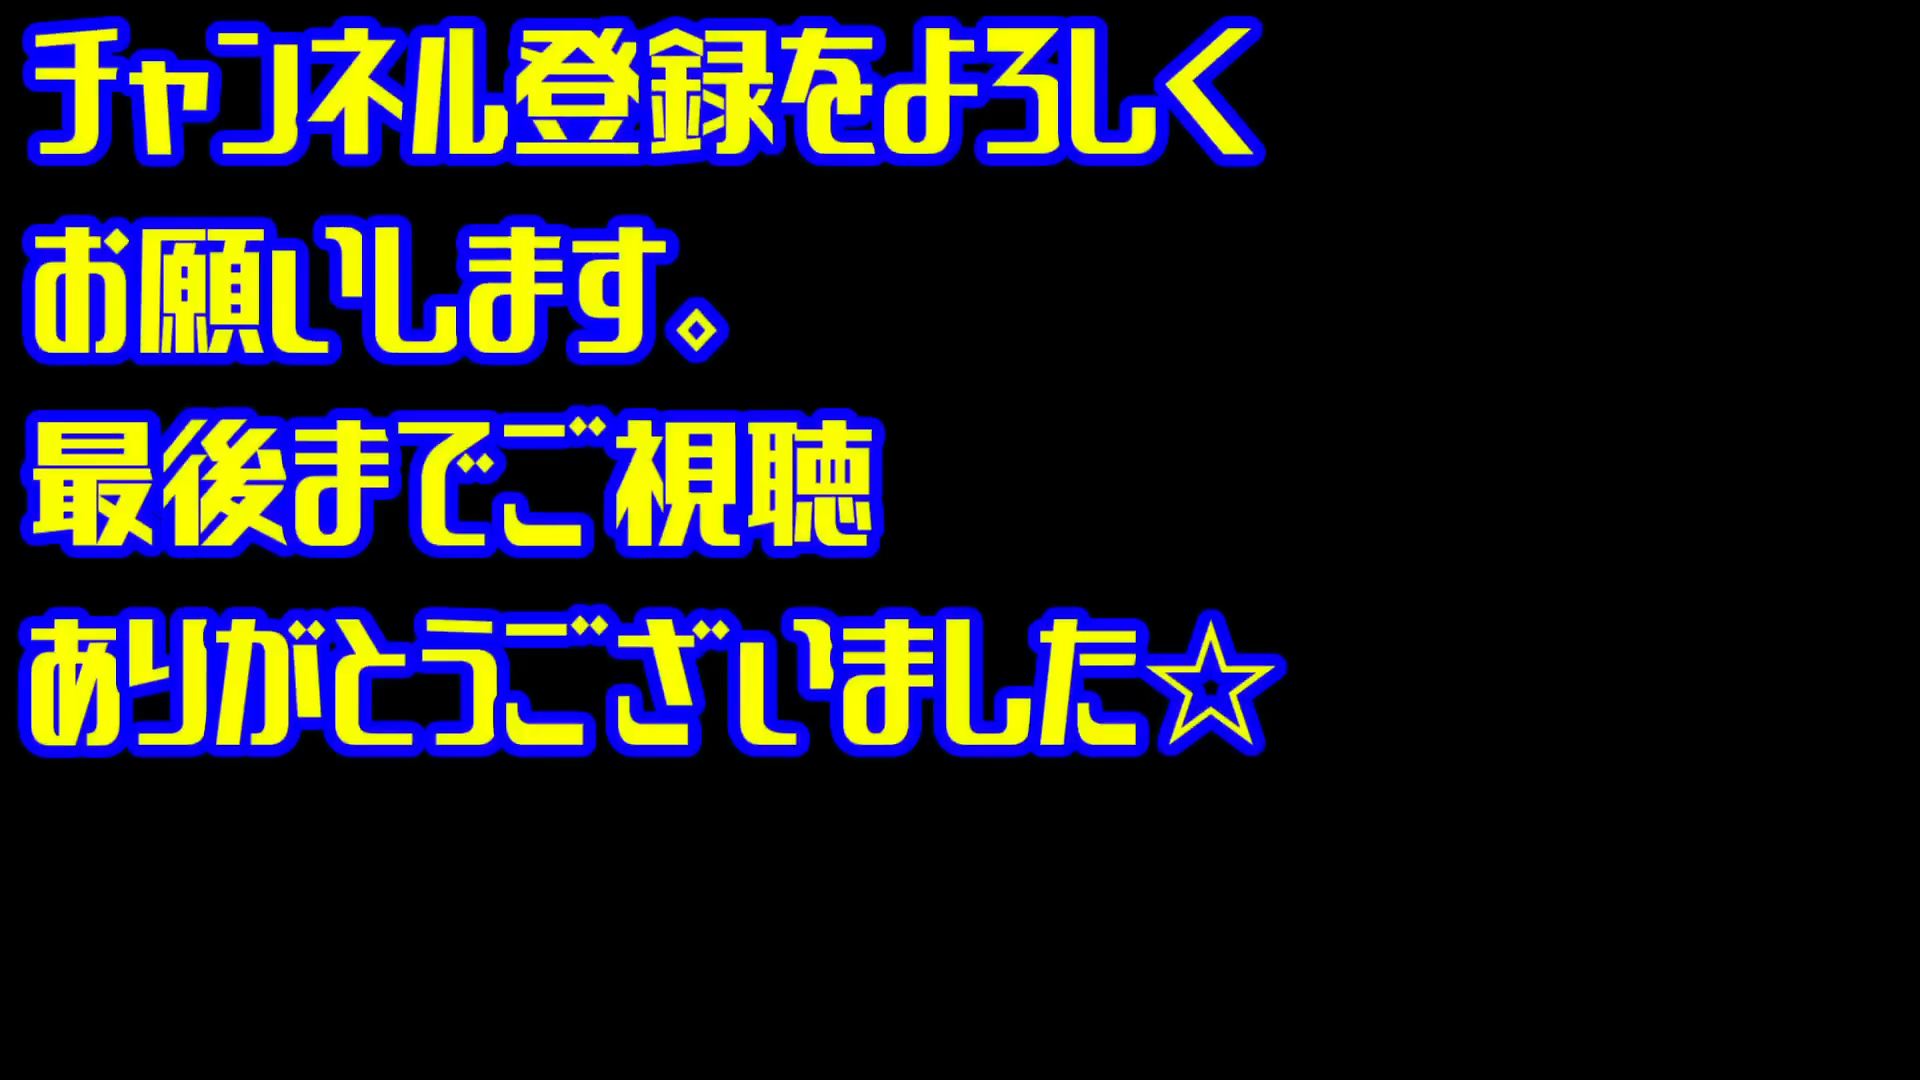 チャンネル登録をよろしく
お願いします。
最後までご視聴
ありがとうございました☆